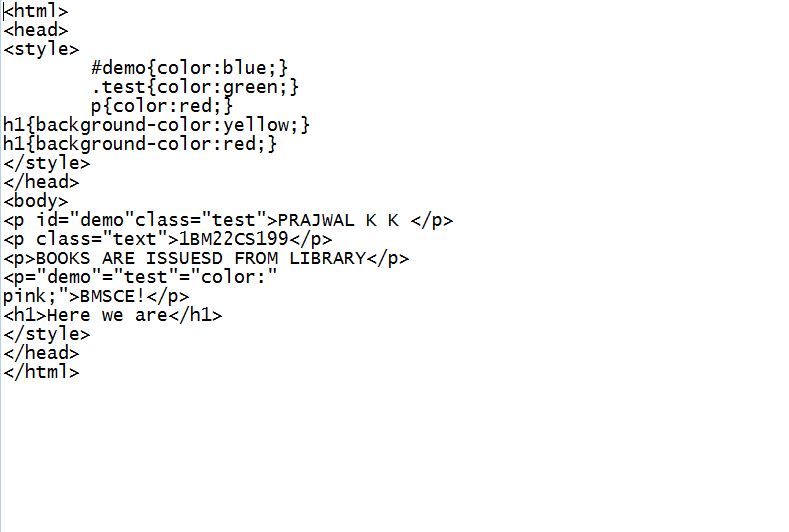 <html>
<head>
<style>
#demo{color:blue;}
.test{color:green;}
p{color:red;}
h1{background-color:yellow;}
h1{background-color:red;}
</style>
</head>
<body>
<p id="demo"class="test">PRAJWAL K K </p>
<p class="text">1BM22CS199</p>
<p>BOOKS ARE ISSUESD FROM LIBRARY</p>
<p="demo"="test"="color:"
pink;">BMSCE!</p>
<h1>Here we are</h1>
</style>
</head>
</html>